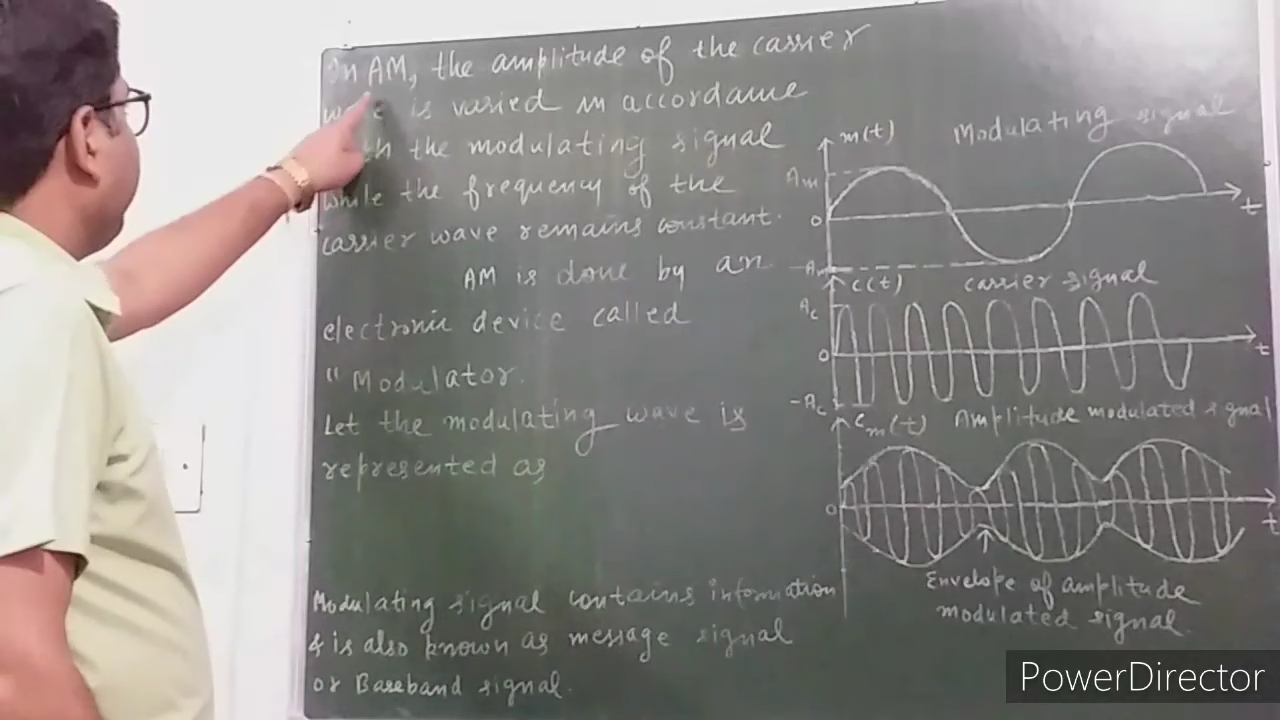 In AM, the amplitude of the carrier
wave is varied in accordance
with the modulating signal
while the frequency of the
carrier wave remains constant.
AM is done by an
electronic device called
" Modulator.
Let the modulating wave is
represented as
Modulating signal contains information
& is also known as message signal
or Baseband signal.
m(t) Modulating signal
Am
0
t
-Am
c(t) carrier signal
Ac
0
t
-Ac
cm(t) Amplitude modulated signal
0
t
Envelope of amplitude
modulated signal.
PowerDirector